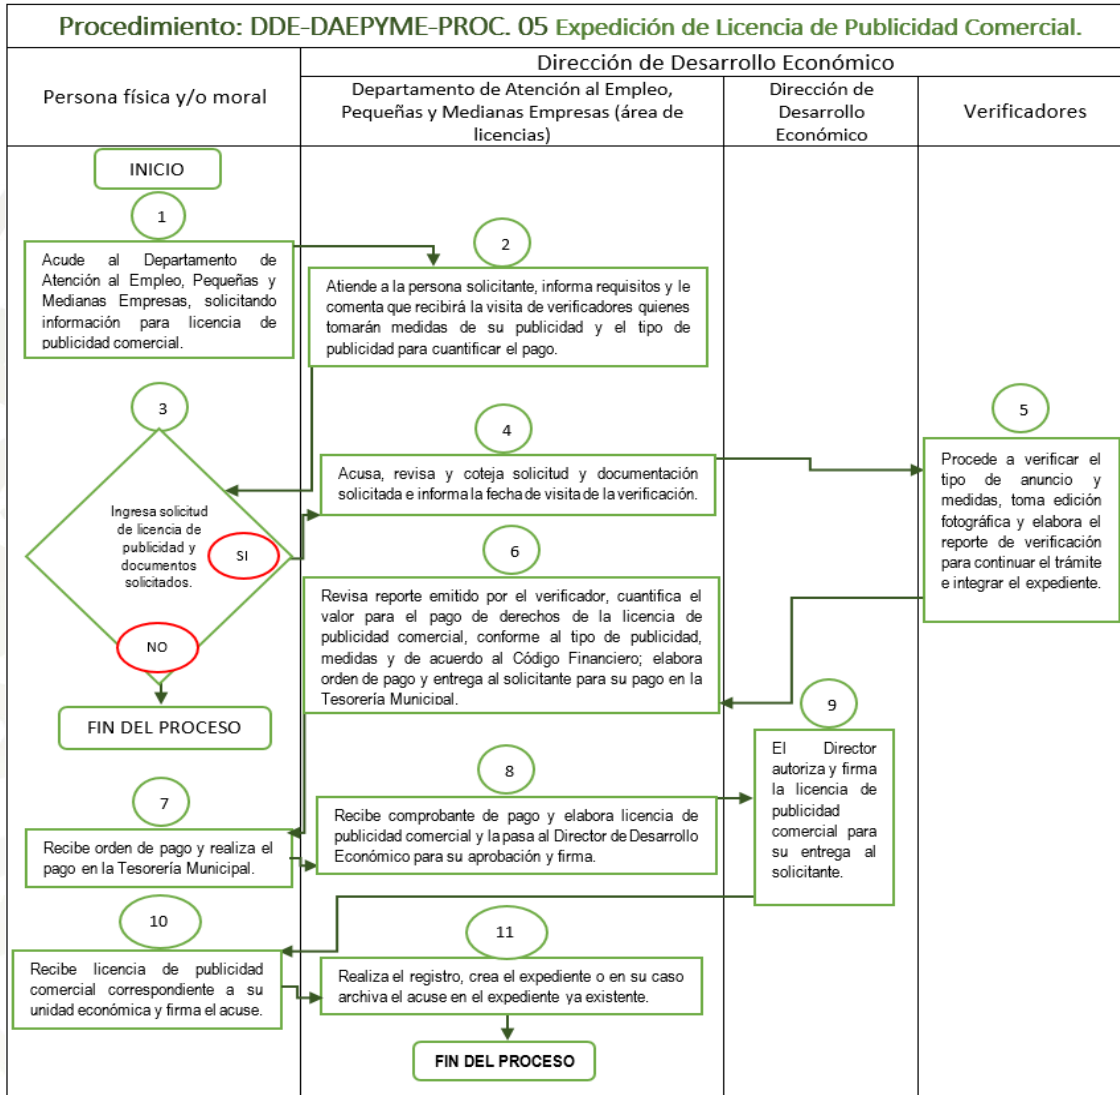 Procedimiento: DDE-DAEPYME-PROC. 05 Expedición de Licencia de Publicidad Comercial.
Persona física y/o moral
Dirección de Desarrollo Económico
Departamento de Atención al Empleo,
Pequeñas y Medianas Empresas (área de
licencias)
Dirección de
Desarrollo
Económico
Verificadores
INICIO
1
Acude al Departamento de
Atención al Empleo, Pequeñas y
Medianas Empresas, solicitando
información para licencia de
publicidad comercial.
2
Atiende a la persona solicitante, informa requisitos y le
comenta que recibirá la visita de verificadores quienes
tomarán medidas de su publicidad y el tipo de
publicidad para cuantificar el pago.
3
Ingresa solicitud
de licencia de
publicidad y
documentos
solicitados.
SI
NO
FIN DEL PROCESO
4
Acusa, revisa y coteja solicitud y documentación
solicitada e informa la fecha de visita de la verificación.
5
Procede a verificar el
tipo de anuncio y
medidas, toma edición
fotográfica y elabora el
reporte de verificación
para continuar el trámite
e integrar el expediente.
6
Revisa reporte emitido por el verificador, cuantifica el
valor para el pago de derechos de la licencia de
publicidad comercial, conforme al tipo de publicidad,
medidas y de acuerdo al Código Financiero; elabora
orden de pago y entrega al solicitante para su pago en la
Tesorería Municipal.
7
Recibe orden de pago y realiza el
pago en la Tesorería Municipal.
8
Recibe comprobante de pago y elabora licencia de
publicidad comercial y la pasa al Director de Desarrollo
Económico para su aprobación y firma.
9
El Director
autoriza y firma
la licencia de
publicidad
comercial para
su entrega al
solicitante.
10
Recibe licencia de publicidad
comercial correspondiente a su
unidad económica y firma el acuse.
11
Realiza el registro, crea el expediente o en su caso
archiva el acuse en el expediente ya existente.
FIN DEL PROCESO